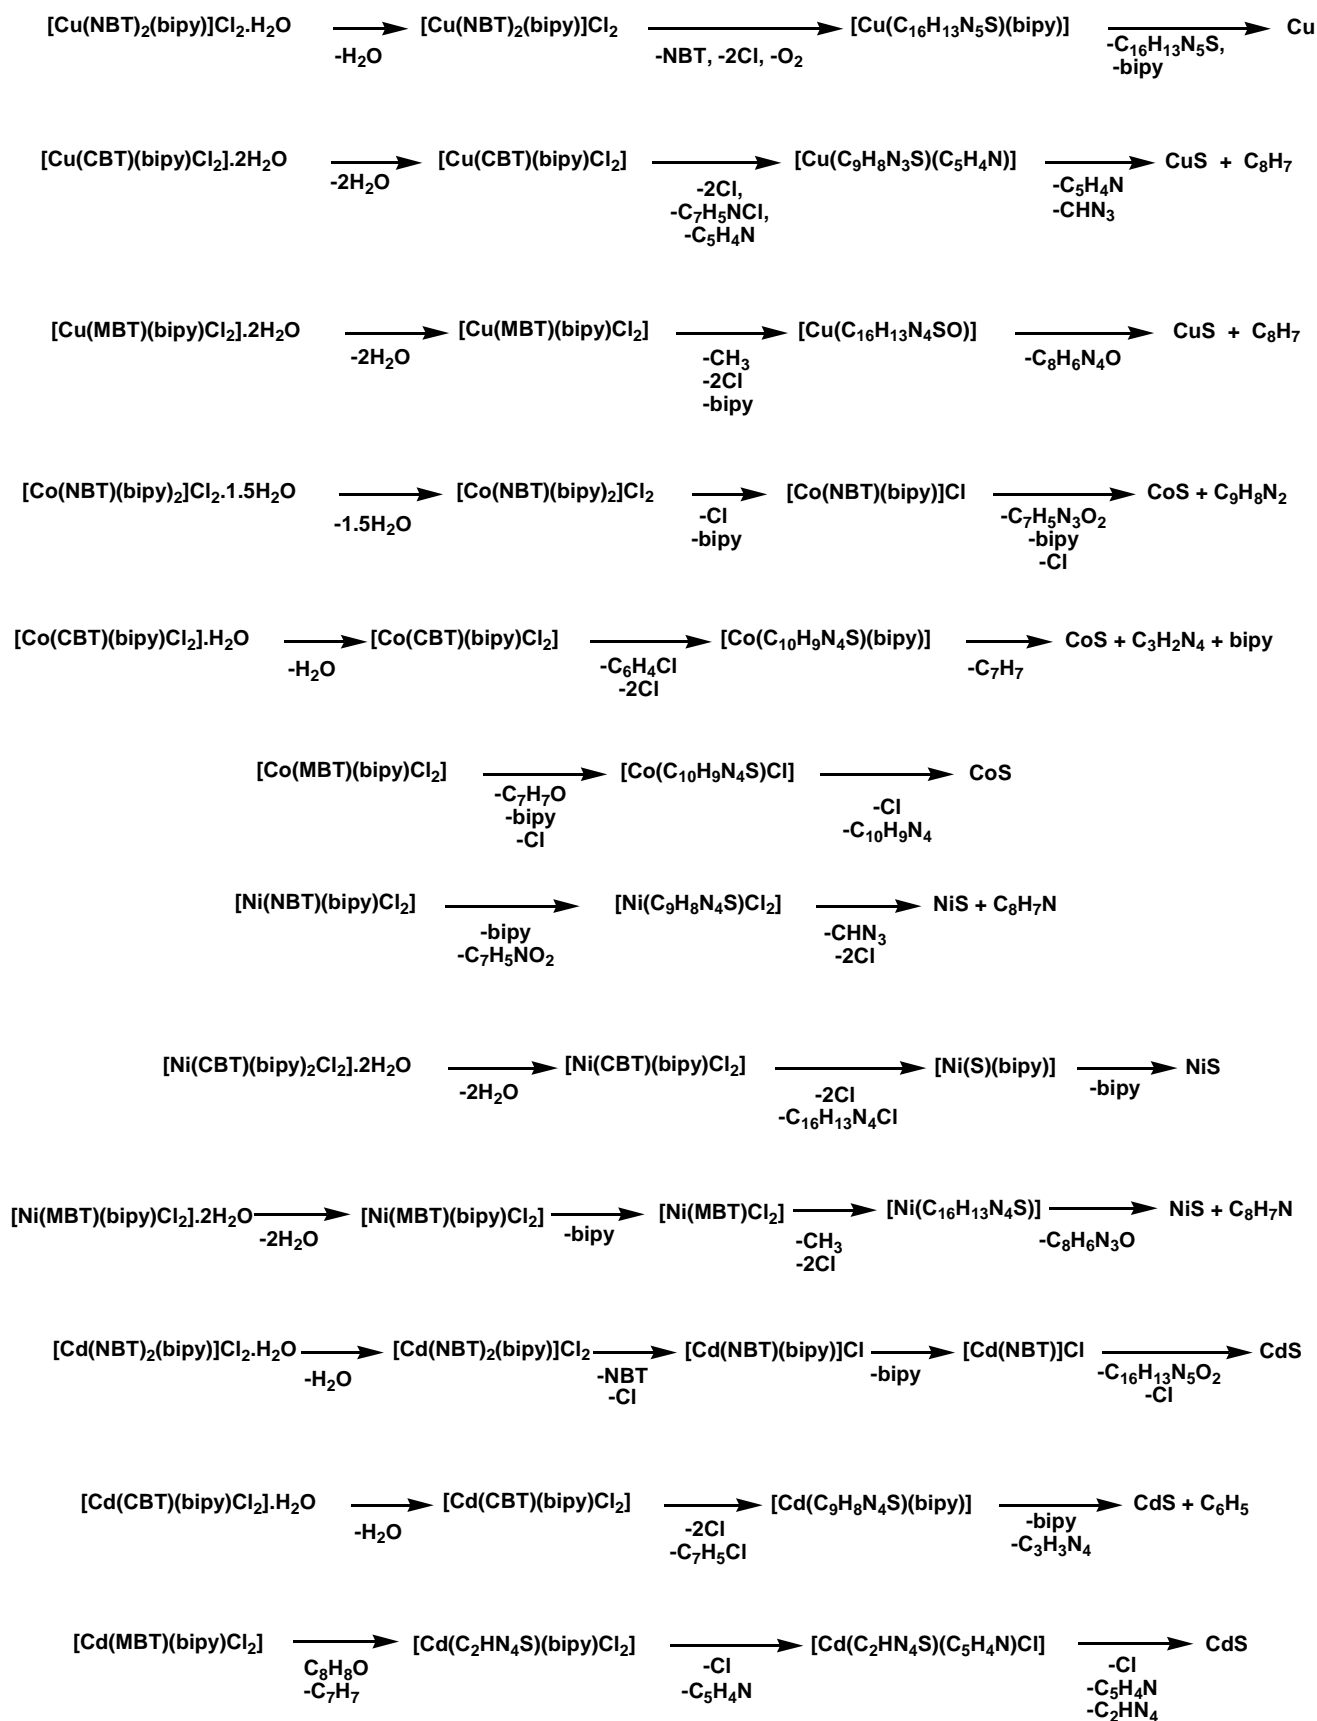 [Cu(NBT)₂(bipy)]Cl₂.H₂O [Cu(NBT)₂(bipy)]Cl₂ [Cu(C₁₆H₁₃N₅S)(bipy)] Cu
-H₂O -NBT, -2Cl, -O₂ -C₁₆H₁₃N₅S,
-bipy
[Cu(CBT)(bipy)Cl₂].2H₂O [Cu(CBT)(bipy)Cl₂] [Cu(C₉H₈N₃S)(C₅H₄N)] CuS + C₈H₇
-2H₂O -2Cl, -C₅H₄N
-C₇H₅NCl, -CHN₃
-C₅H₄N
[Cu(MBT)(bipy)Cl₂].2H₂O [Cu(MBT)(bipy)Cl₂] [Cu(C₁₆H₁₃N₄SO)] CuS + C₈H₇
-2H₂O -CH₃ -C₈H₆N₄O
-2Cl
-bipy
[Co(NBT)(bipy)₂]Cl₂.1.5H₂O [Co(NBT)(bipy)₂]Cl₂ [Co(NBT)(bipy)]Cl CoS + C₉H₈N₂
-1.5H₂O -Cl -C₇H₅N₃O₂
-bipy -bipy
-Cl
[Co(CBT)(bipy)Cl₂].H₂O [Co(CBT)(bipy)Cl₂] [Co(C₁₀H₉N₄S)(bipy)] CoS + C₃H₂N₄ + bipy
-H₂O -C₆H₄Cl -C₇H₇
-2Cl
[Co(MBT)(bipy)Cl₂] [Co(C₁₀H₉N₄S)Cl] CoS
-C₇H₇O -Cl
-bipy -C₁₀H₉N₄
-Cl
[Ni(NBT)(bipy)Cl₂] [Ni(C₉H₈N₄S)Cl₂] NiS + C₈H₇N
-bipy -CHN₃
-C₇H₅NO₂ -2Cl
[Ni(CBT)(bipy)₂Cl₂].2H₂O [Ni(CBT)(bipy)Cl₂] [Ni(S)(bipy)] NiS
-2H₂O -2Cl -bipy
-C₁₆H₁₃N₄Cl
[Ni(MBT)(bipy)Cl₂].2H₂O [Ni(MBT)(bipy)Cl₂] [Ni(MBT)Cl₂] [Ni(C₁₆H₁₃N₄S)] NiS + C₈H₇N
-2H₂O -bipy -CH₃ -C₈H₆N₃O
-2Cl
[Cd(NBT)₂(bipy)]Cl₂.H₂O [Cd(NBT)₂(bipy)]Cl₂ [Cd(NBT)(bipy)]Cl [Cd(NBT)]Cl CdS
-H₂O -NBT -bipy -C₁₆H₁₃N₅O₂
-Cl -Cl
[Cd(CBT)(bipy)Cl₂].H₂O [Cd(CBT)(bipy)Cl₂] [Cd(C₉H₈N₄S)(bipy)] CdS + C₆H₅
-H₂O -2Cl -bipy
-C₇H₅Cl -C₃H₃N₄
[Cd(MBT)(bipy)Cl₂] [Cd(C₂HN₄S)(bipy)Cl₂] [Cd(C₂HN₄S)(C₅H₄N)Cl] CdS
C₈H₈O -Cl -Cl
-C₇H₇ -C₅H₄N -C₅H₄N
-C₂HN₄